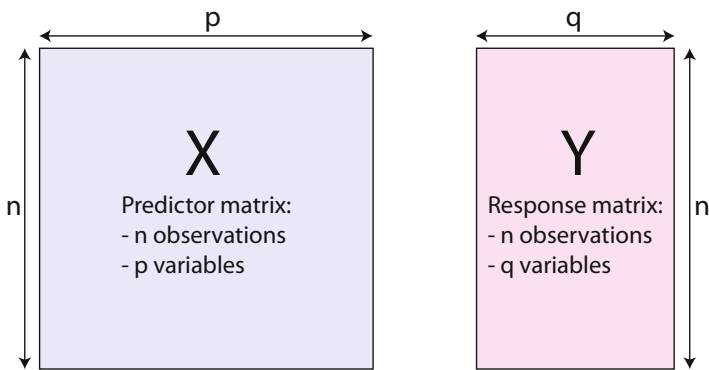 p
n
X
Predictor matrix:
- n observations
- p variables
q
Y
Response matrix:
- n observations
- q variables
n